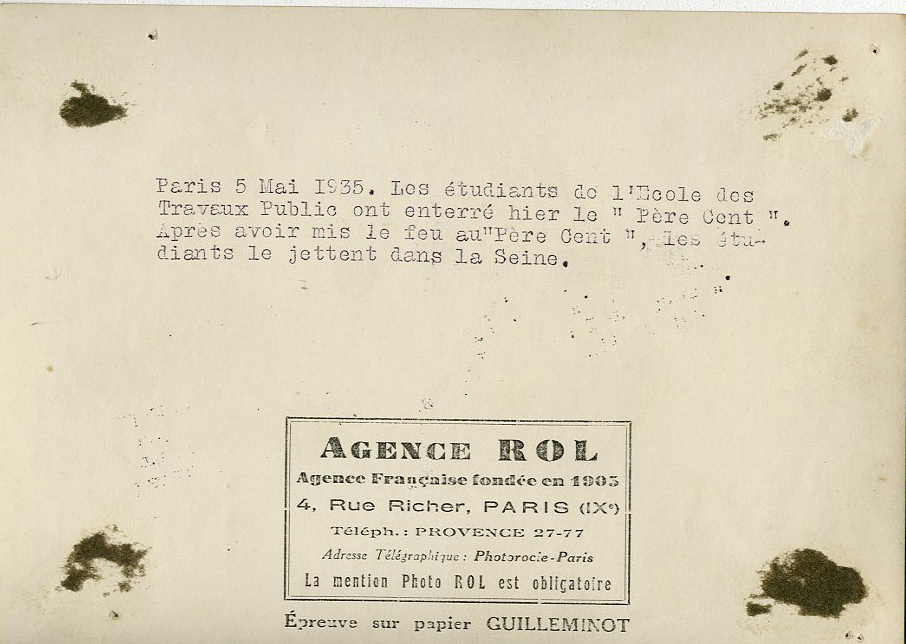 Paris 5 Mai I935. Les étudiants de l'Ecole des
Travaux Public ont enterré hier le " Père Cent ".
Après avoir mis le feu au"Père Cent ", les étu-
diants le jettent dans la Seine.
AGENCE ROL
Agence Française fondée en 1905
4, Rue Richer, PARIS (IXe)
Téléph.: PROVENCE 27-77
Adresse Télégraphique: Photorocie-Paris
La mention Photo ROL est obligatoire
Épreuve sur papier GUILLEMINOT